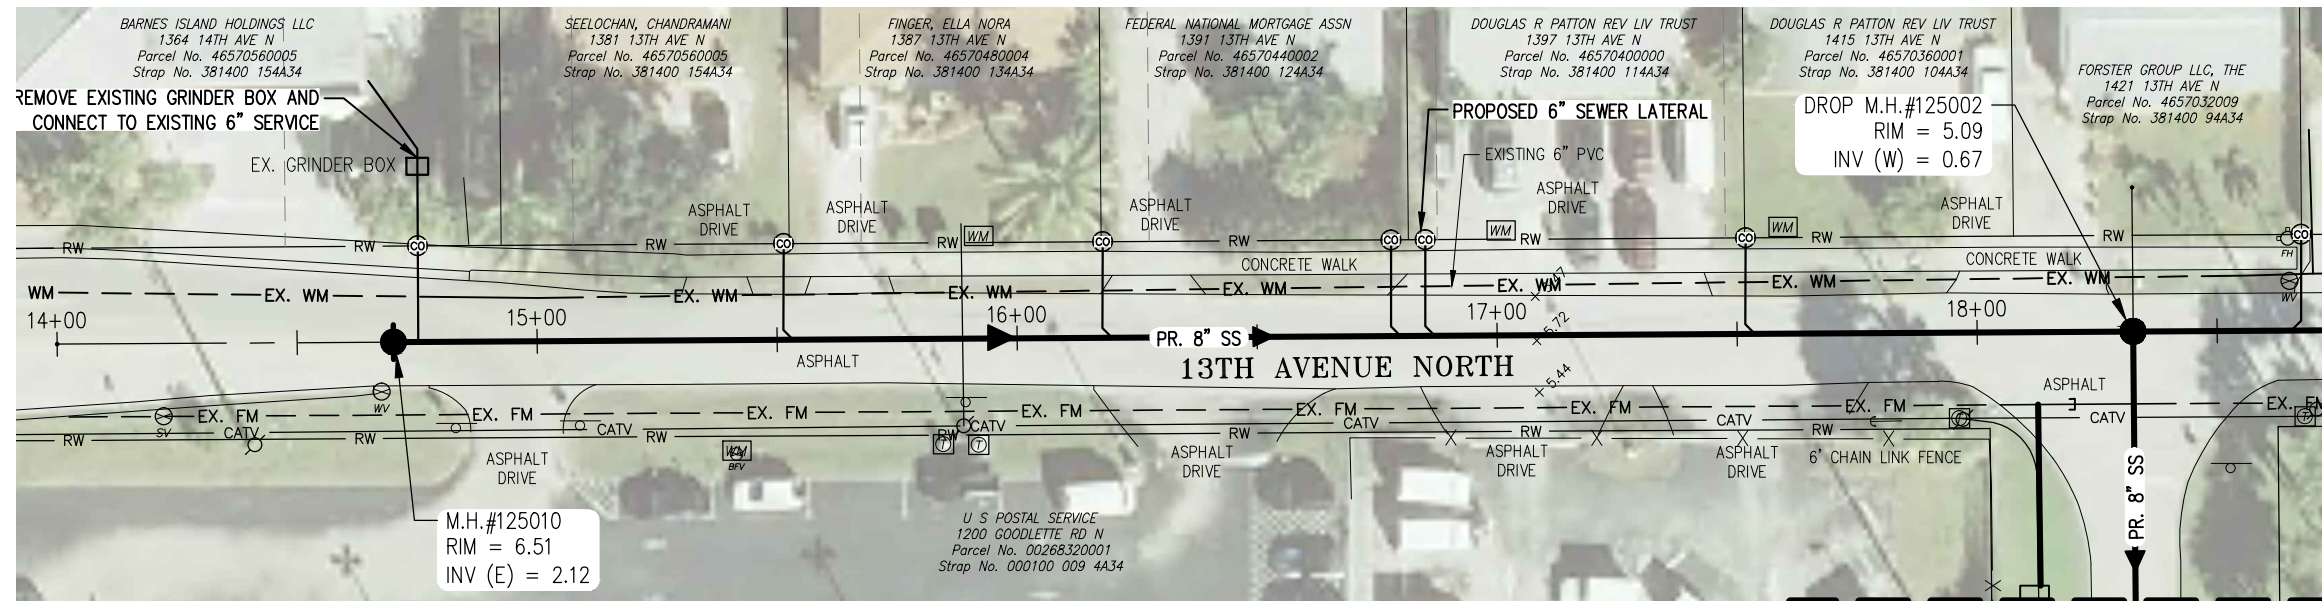 BARNES ISLAND HOLDINGS LLC
1364 14TH AVE N
Parcel No. 46570560005
Strap No. 381400 154A34
SEELOCHAN, CHANDRAMANI
1381 13TH AVE N
Parcel No. 46570560005
Strap No. 381400 154A34
FINGER, ELLA NORA
1387 13TH AVE N
Parcel No. 46570480004
Strap No. 381400 134A34
FEDERAL NATIONAL MORTGAGE ASSN
1391 13TH AVE N
Parcel No. 46570440002
Strap No. 381400 124A34
DOUGLAS R PATTON REV LIV TRUST
1397 13TH AVE N
Parcel No. 46570400000
Strap No. 381400 114A34
DOUGLAS R PATTON REV LIV TRUST
1415 13TH AVE N
Parcel No. 46570360001
Strap No. 381400 104A34
FORSTER GROUP LLC, THE
1421 13TH AVE N
Parcel No. 4657032009
Strap No. 381400 94A34
REMOVE EXISTING GRINDER BOX AND
CONNECT TO EXISTING 6" SERVICE
EX. GRINDER BOX
PROPOSED 6" SEWER LATERAL
EXISTING 6" PVC
DROP M.H.#125002
RIM = 5.09
INV (W) = 0.67
ASPHALT
DRIVE
ASPHALT
DRIVE
ASPHALT
DRIVE
ASPHALT
DRIVE
ASPHALT
DRIVE
WM
WM
WM
CO
CO
CO
CO
CO
CO
CO
RW
RW
RW
RW
RW
RW
RW
RW
FH
CONCRETE WALK
CONCRETE WALK
WM
EX. WM
EX. WM
EX. WM
EX. WM
EX. WM
EX. WM
EX. WM
WV
14+00
15+00
16+00
17+00
18+00
5.72
5.44
PR. 8" SS
ASPHALT
13TH AVENUE NORTH
ASPHALT
WV
SV
EX. FM
EX. FM
EX. FM
EX. FM
EX. FM
EX. FM
EX. FM
EX. FM
CATV
CATV
CATV
CATV
CATV
CATV
RW
RW
RW
RW
RW
RW
RW
WM
BFV
T
T
T
ASPHALT
DRIVE
ASPHALT
DRIVE
ASPHALT
DRIVE
ASPHALT
DRIVE
6' CHAIN LINK FENCE
PR. 8" SS
M.H.#125010
RIM = 6.51
INV (E) = 2.12
U S POSTAL SERVICE
1200 GOODLETTE RD N
Parcel No. 00268320001
Strap No. 000100 009 4A34